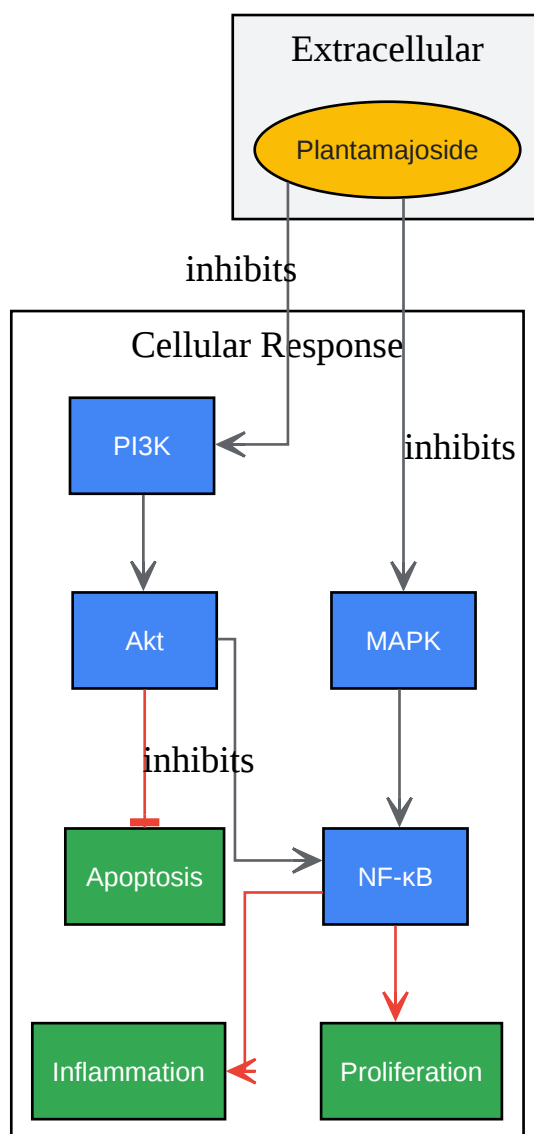 Extracellular
Plantamajoside
inhibits
Cellular Response
PI3K
inhibits
Akt
MAPK
inhibits
Apoptosis
NF-κB
Inflammation
Proliferation